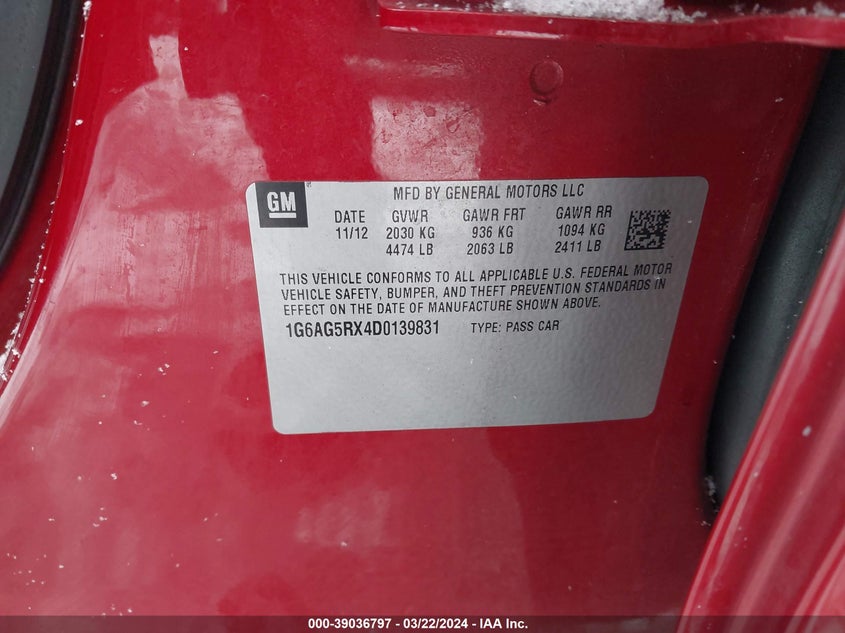 GM
MFD BY GENERAL MOTORS LLC
DATE GVWR GAWR FRT GAWR RR
11/12 2030 KG 936 KG 1094 KG
4474 LB 2063 LB 2411 LB
THIS VEHICLE CONFORMS TO ALL APPLICABLE U.S. FEDERAL MOTOR
VEHICLE SAFETY, BUMPER, AND THEFT PREVENTION STANDARDS IN
EFFECT ON THE DATE OF MANUFACTURE SHOWN ABOVE.
1G6AG5RX4D0139831 TYPE: PASS CAR
000-39036797 - 03/22/2024 - IAA Inc.